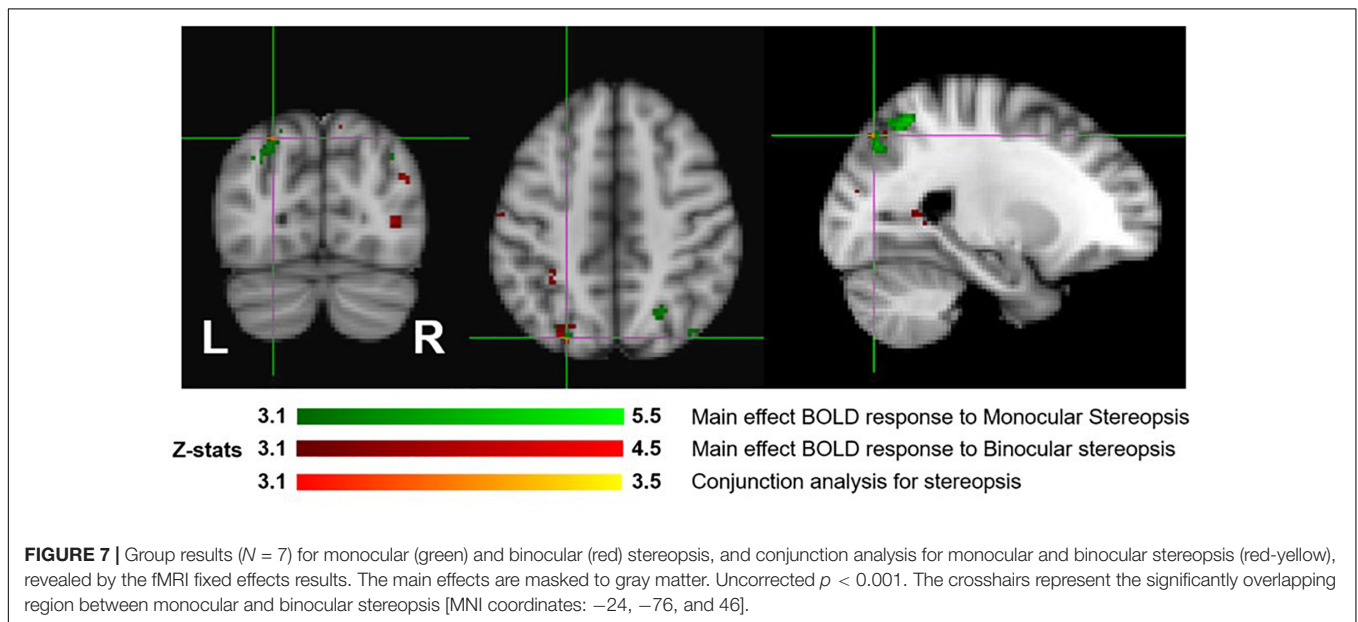 L R
3.1 5.5 Main effect BOLD response to Monocular Stereopsis
Z-stats 3.1 4.5 Main effect BOLD response to Binocular stereopsis
3.1 3.5 Conjunction analysis for stereopsis
FIGURE 7 | Group results (N = 7) for monocular (green) and binocular (red) stereopsis, and conjunction analysis for monocular and binocular stereopsis (red-yellow),
revealed by the fMRI fixed effects results. The main effects are masked to gray matter. Uncorrected p < 0.001. The crosshairs represent the significantly overlapping
region between monocular and binocular stereopsis [MNI coordinates: −24, −76, and 46].